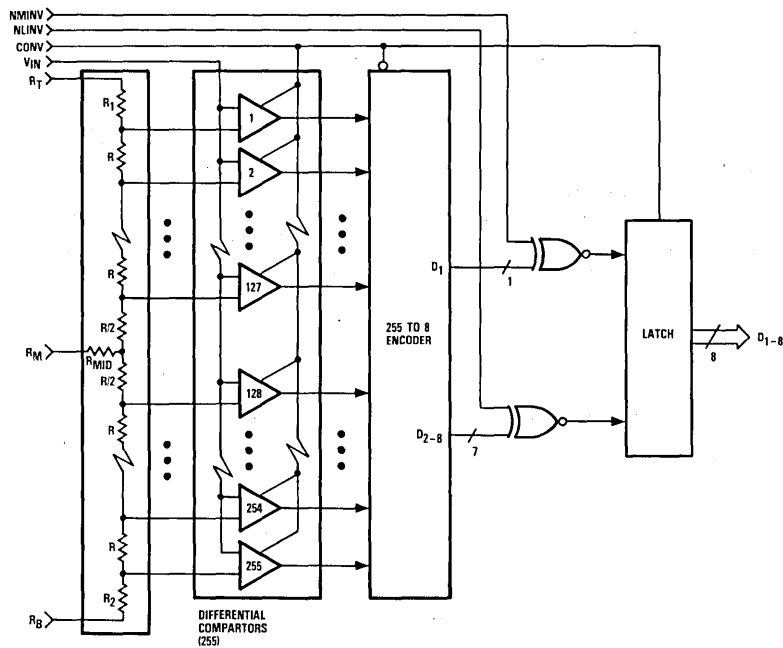 NMINV
NLINV
CONV
VIN
RT
R1
R
R
R/2
RM
RMID
R/2
R
R
R2
RB
1
2
127
128
254
255
DIFFERENTIAL
COMPARTORS
(255)
255 TO 8
ENCODER
D1
1
D2-8
7
LATCH
8
D1-8